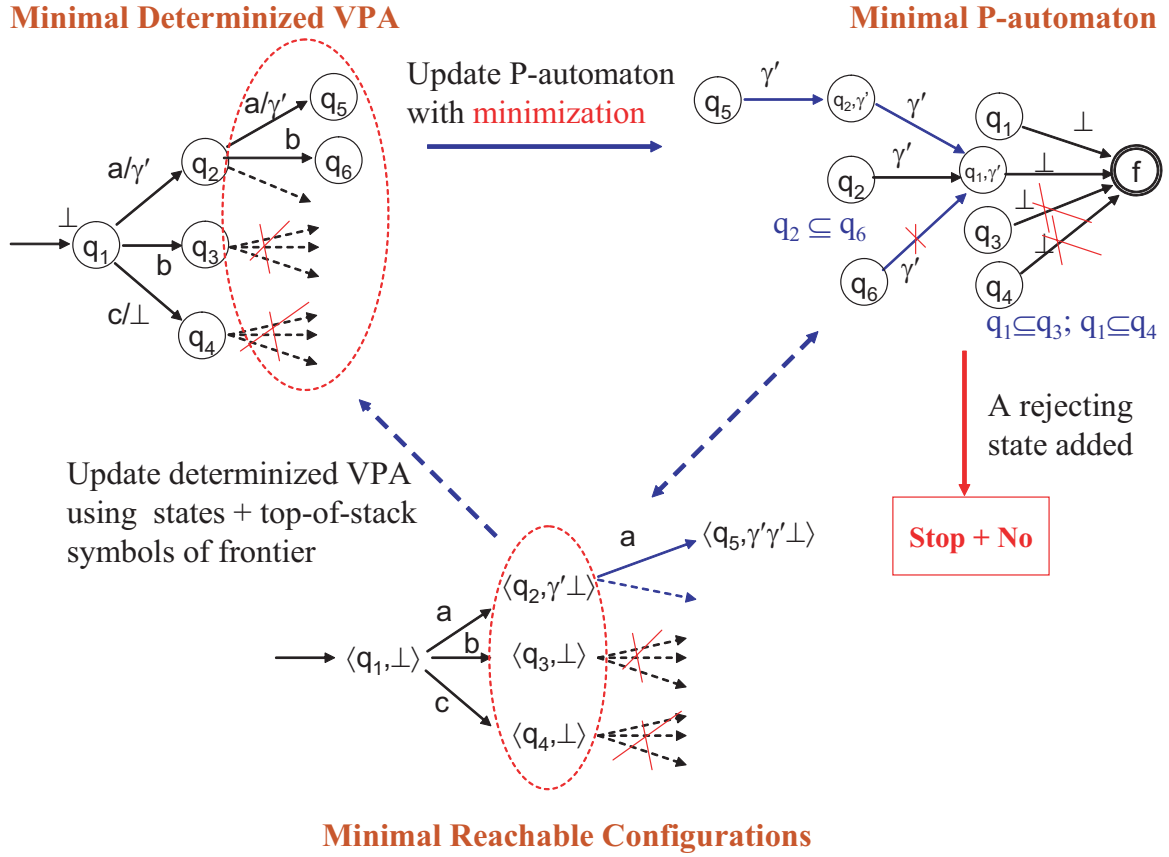 Minimal Determinized VPA
Minimal P-automaton
Update P-automaton
with minimization
a/γ′
q₅
b
q₆
a/γ′
q₂
⊥
q₁
b
q₃
c/⊥
q₄
q₅
γ′
q₂,γ′
γ′
q₁
⊥
γ′
q₂
q₁,γ′
⊥
f
q₂ ⊆ q₆
⊥
q₃
γ′
q₆
⊥
q₄
q₁⊆q₃; q₁⊆q₄
A rejecting
state added
Stop + No
Update determinized VPA
using states + top-of-stack
symbols of frontier
a
⟨q₅,γ′γ′⊥⟩
⟨q₂,γ′⊥⟩
a
⟨q₁,⊥⟩
b
⟨q₃,⊥⟩
c
⟨q₄,⊥⟩
Minimal Reachable Configurations